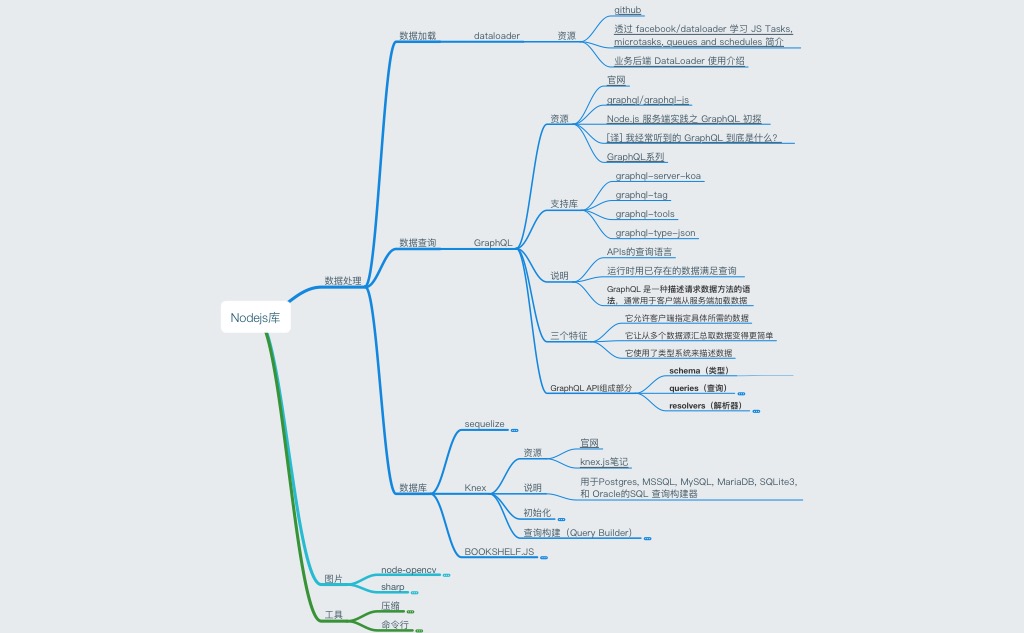 Nodejs库
数据处理
数据加载
dataloader
资源
github
透过 facebook/dataloader 学习 JS Tasks,
microtasks, queues and schedules 简介
业务后端 DataLoader 使用介绍
数据查询
GraphQL
资源
官网
graphql/graphql-js
Node.js 服务端实践之 GraphQL 初探
[译] 我经常听到的 GraphQL 到底是什么？
GraphQL系列
支持库
graphql-server-koa
graphql-tag
graphql-tools
graphql-type-json
说明
APIs的查询语言
运行时用已存在的数据满足查询
GraphQL 是一种描述请求数据方法的语
法，通常用于客户端从服务端加载数据
三个特征
它允许客户端指定具体所需的数据
它让从多个数据源汇总取数据变得更简单
它使用了类型系统来描述数据
GraphQL API组成部分
schema（类型）
queries（查询）
resolvers（解析器）
数据库
sequelize
Knex
资源
官网
knex.js笔记
说明
用于Postgres, MSSQL, MySQL, MariaDB, SQLite3,
和 Oracle的SQL 查询构建器
初始化
查询构建（Query Builder）
BOOKSHELF.JS
图片
node-opencv
sharp
工具
压缩
命令行